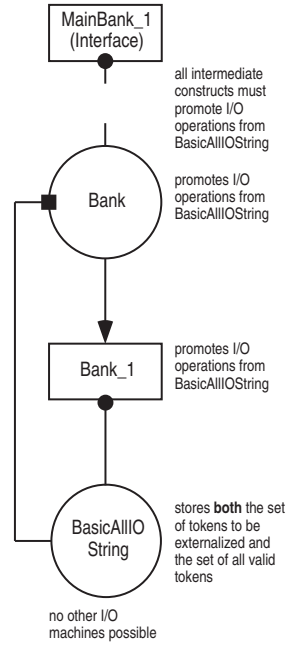 MainBank_1
(Interface)
all intermediate
constructs must
promote I/O
operations from
BasicAllIOString
Bank
promotes I/O
operations from
BasicAllIOString
Bank_1
promotes I/O
operations from
BasicAllIOString
BasicAllIO
String
stores both the set
of tokens to be
externalized and
the set of all valid
tokens
no other I/O
machines possible